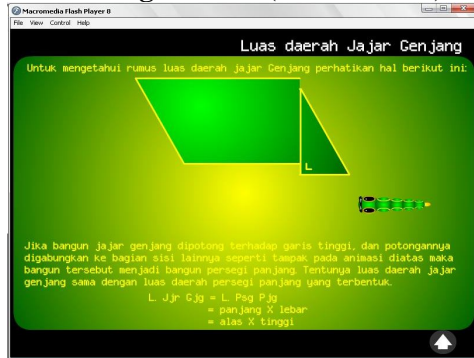 Macromedia Flash Player 8
File View Control Help
Luas daerah Jajar Genjang
Untuk mengetahui rumus luas daerah jajar Genjang perhatikan hal berikut ini:
L
Jika bangun jajar genjang dipotong terhadap garis tinggi, dan potongannya
digabungkan ke bagian sisi lainnya seperti tampak pada animasi diatas maka
bangun tersebut menjadi bangun persegi panjang. Tentunya luas daerah jajar
genjang sama dengan luas daerah persegi panjang yang terbentuk.
L. Jjr Gjg = L. Psg Pjg
= panjang X lebar
= alas X tinggi